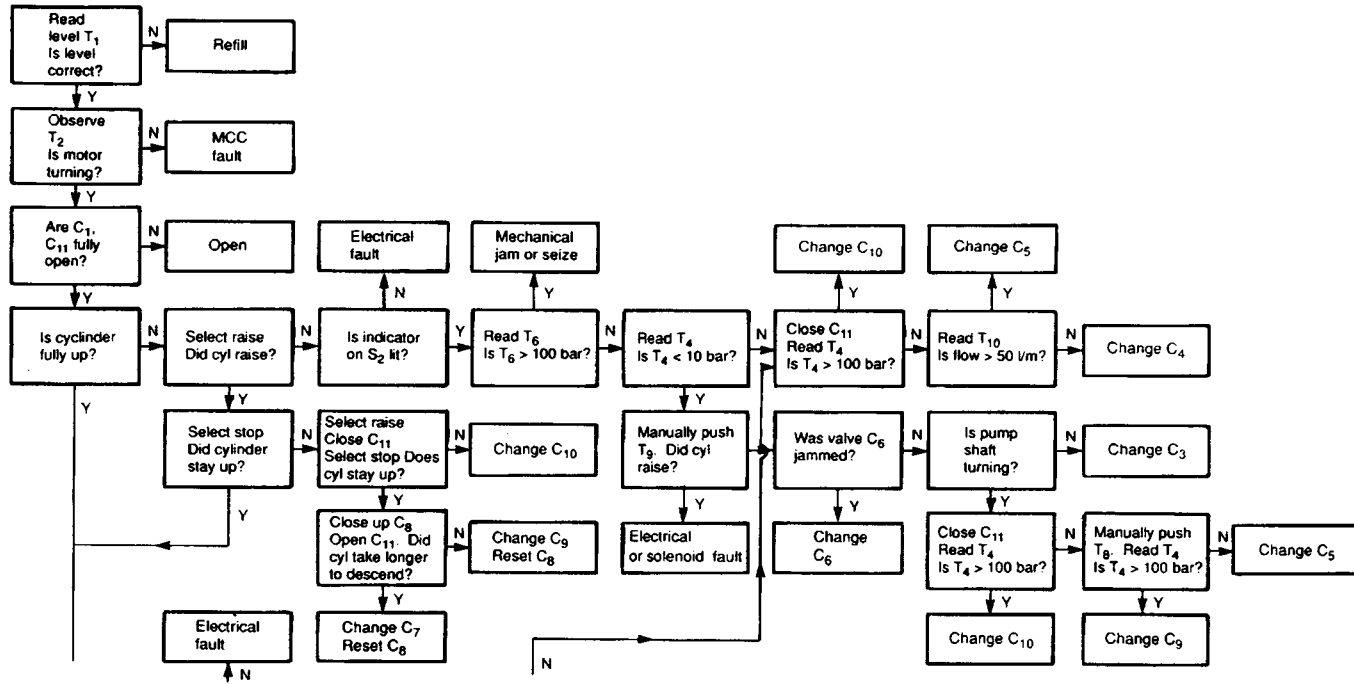 Read
level T₁
Is level
correct?
N
Refill
Y
Observe
T₂
Is motor
turning?
N
MCC
fault
Y
Are C₁,
C₁₁ fully
open?
N
Open
Electrical
fault
Mechanical
jam or seize
Change C₁₀
Change C₅
Y
N
Y
Y
Y
Is cyclinder
fully up?
N
Select raise
Did cyl raise?
N
Is indicator
on S₂ lit?
Y
Read T₆
Is T₆ > 100 bar?
N
Read T₄
Is T₄ < 10 bar?
N
Close C₁₁
Read T₄
Is T₄ > 100 bar?
N
Read T₁₀
Is flow > 50 l/m?
N
Change C₄
Y
Y
Y
Select stop
Did cylinder
stay up?
N
Select raise
Close C₁₁
Select stop Does
cyl stay up?
N
Change C₁₀
Manually push
T₉. Did cyl
raise?
N
Was valve C₆
jammed?
N
Is pump
shaft
turning?
N
Change C₃
Y
Y
Y
Y
Y
Close up C₈
Open C₁₁. Did
cyl take longer
to descend?
N
Change C₉
Reset C₈
Electrical
or solenoid fault
Change
C₆
Close C₁₁
Read T₄
Is T₄ > 100 bar?
N
Manually push
T₈. Read T₄
Is T₄ > 100 bar?
N
Change C₅
Y
Y
Y
Electrical
fault
Change C₇
Reset C₈
Change C₁₀
Change C₉
N
N